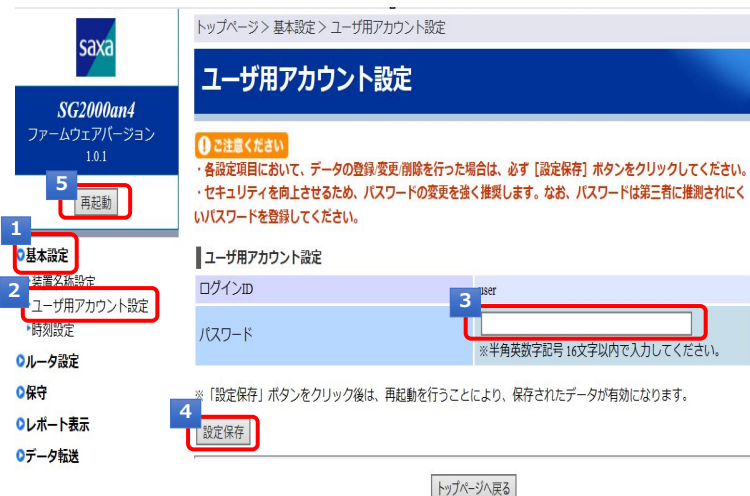 saxa
SG2000an4
ファームウェアバージョン
1.0.1
5
再起動
1
基本設定
装置名称設定
2
ユーザ用アカウント設定
時刻設定
ルータ設定
保守
レポート表示
データ転送
トップページ > 基本設定 > ユーザ用アカウント設定
ユーザ用アカウント設定
ご注意ください
・各設定項目において、データの登録/変更/削除を行った場合は、必ず［設定保存］ボタンをクリックしてください。
・セキュリティを向上させるため、パスワードの変更を強く推奨します。なお、パスワードは第三者に推測されにく
いパスワードを登録してください。
ユーザ用アカウント設定
ログインID
user
3
パスワード
※半角英数字記号 16文字以内で入力してください。
※「設定保存」ボタンをクリック後は、再起動を行うことにより、保存されたデータが有効になります。
4
設定保存
トップページへ戻る